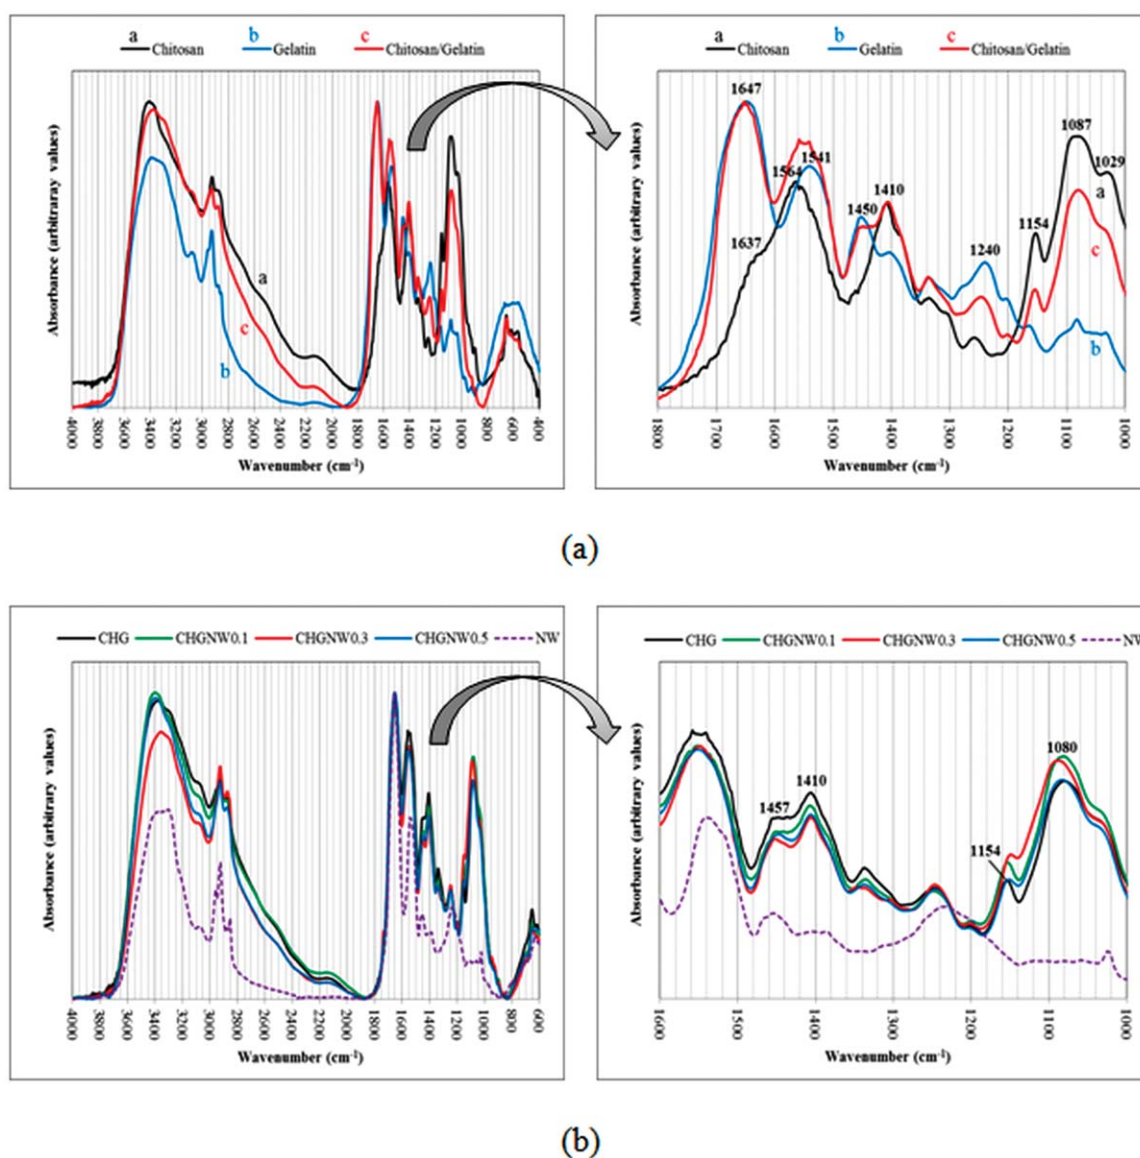 a b c
Chitosan Gelatin Chitosan/Gelatin
Absorbance (arbitraray values)
a
c
b
4000 3800 3600 3400 3200 3000 2800 2600 2400 2200 2000 1800 1600 1400 1200 1000 800 600 400
Wavenumber (cm-1)
a b c
Chitosan Gelatin Chitosan/Gelatin
Absorbance (arbitrary values)
1647
1637
1564
1541
1450
1410
1240
1154
1087
1029
a
c
b
1800 1700 1600 1500 1400 1300 1200 1100 1000
Wavenumber (cm-1)
(a)
CHG CHGNW0.1 CHGNW0.3 CHGNW0.5 NW
Absorbance (arbitrary values)
4000 3800 3600 3400 3200 3000 2800 2600 2400 2200 2000 1800 1600 1400 1200 1000 800 600
Wavenumber (cm-1)
CHG CHGNW0.1 CHGNW0.3 CHGNW0.5 NW
Absorbance (arbitrary values)
1457
1410
1154
1080
1600 1500 1400 1300 1200 1100 1000
Wavenumber (cm-1)
(b)